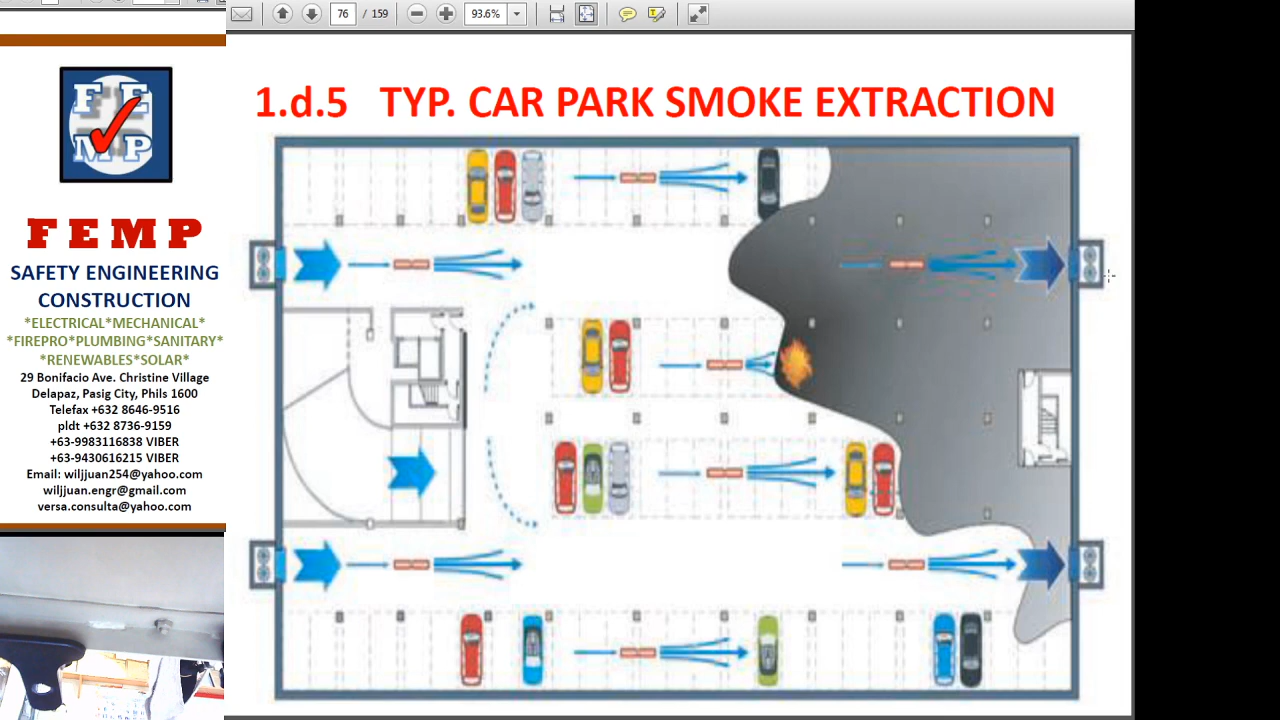 76 / 159
93.6%
F E
M P
F E M P
SAFETY ENGINEERING
CONSTRUCTION
*ELECTRICAL*MECHANICAL*
*FIREPRO*PLUMBING*SANITARY*
*RENEWABLES*SOLAR*
29 Bonifacio Ave. Christine Village
Delapaz, Pasig City, Phils 1600
Telefax +632 8646-9516
pldt +632 8736-9159
+63-9983116838 VIBER
+63-9430616215 VIBER
Email: wiljjuan254@yahoo.com
wiljjuan.engr@gmail.com
versa.consulta@yahoo.com
1.d.5 TYP. CAR PARK SMOKE EXTRACTION